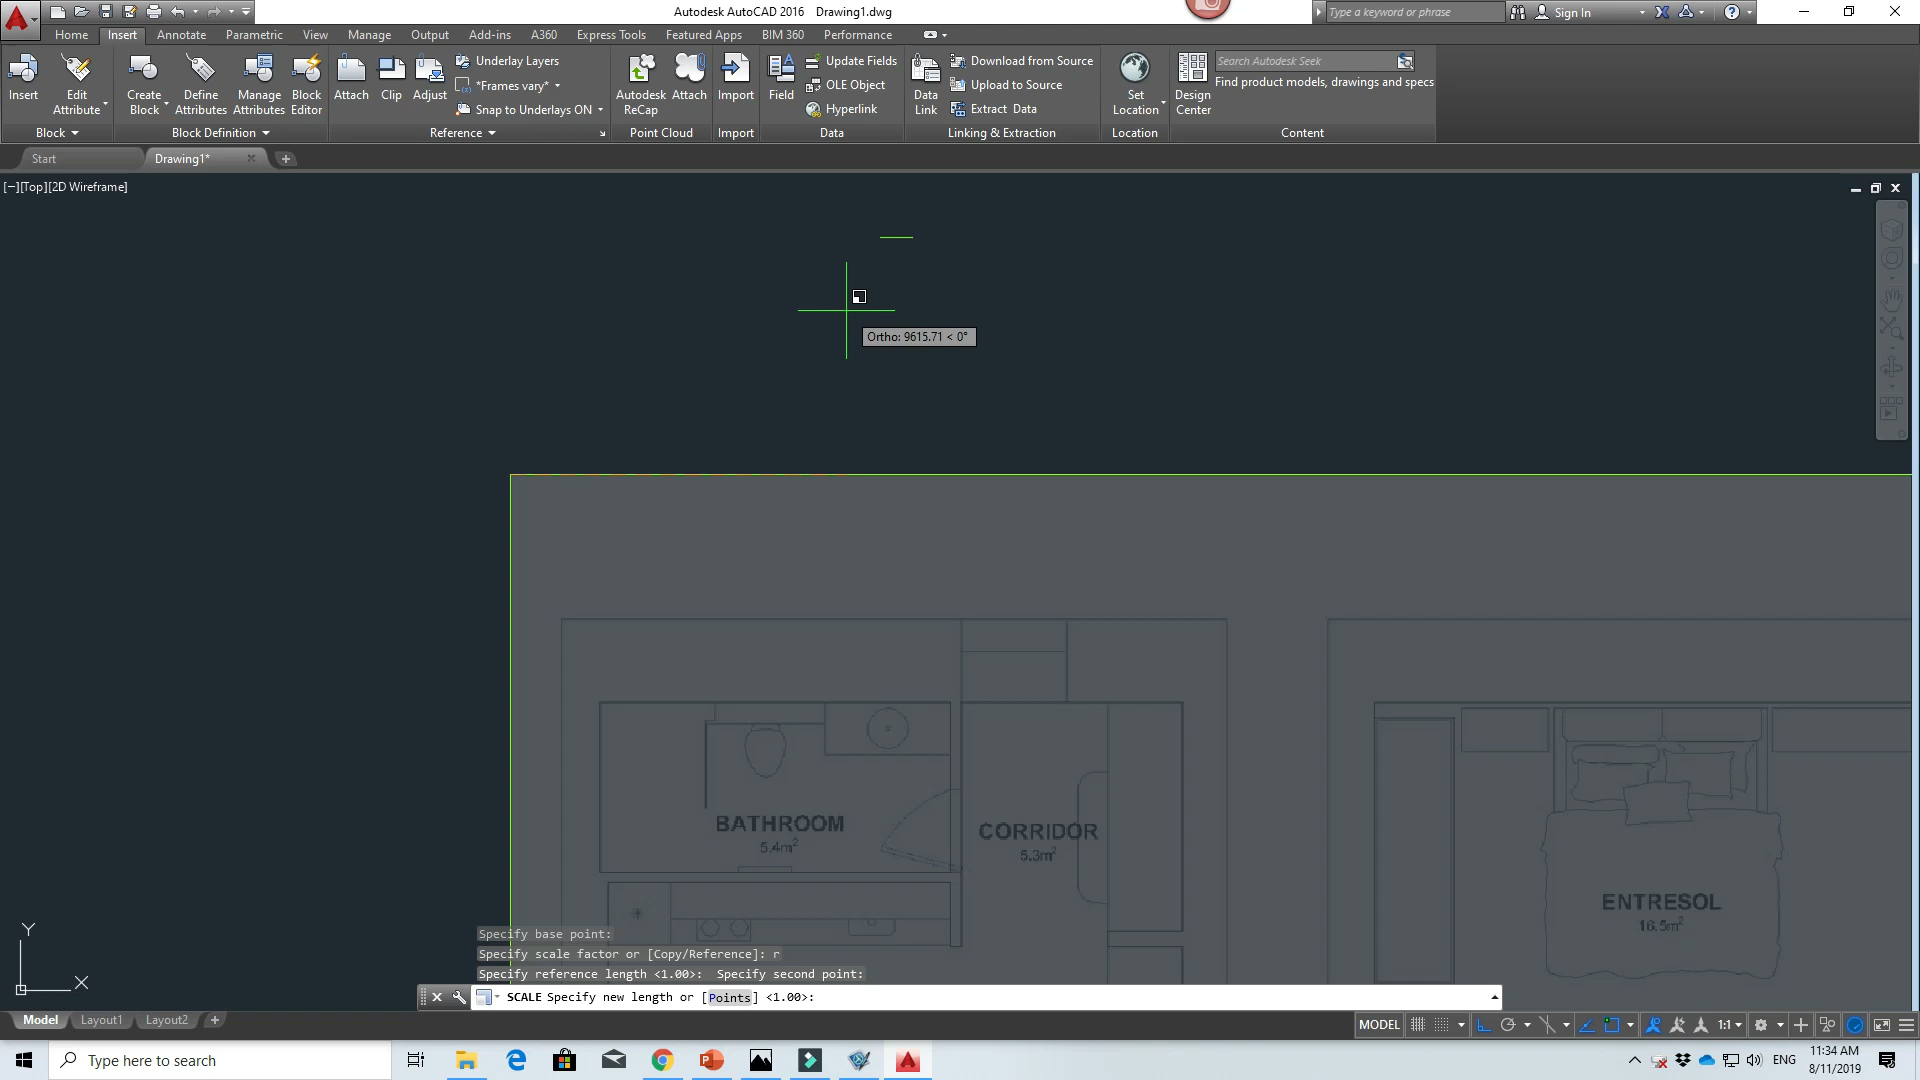 Autodesk AutoCAD 2016 Drawing1.dwg
Type a keyword or phrase
Sign In
Home Insert Annotate Parametric View Manage Output Add-ins A360 Express Tools Featured Apps BIM 360 Performance
Insert
Edit Attribute
Create Block
Define Attributes
Manage Attributes
Block Editor
Attach
Clip
Adjust
Underlay Layers
*Frames vary*
Snap to Underlays ON
Autodesk ReCap
Attach
Import
Field
Update Fields
OLE Object
Hyperlink
Data Link
Download from Source
Upload to Source
Extract Data
Set Location
Design Center
Search Autodesk Seek
Find product models, drawings and specs
Block
Block Definition
Reference
Point Cloud
Import
Data
Linking & Extraction
Location
Content
Start
Drawing1*
[−][Top][2D Wireframe]
Ortho: 9615.71 < 0°
BATHROOM
5.4m²
CORRIDOR
5.3m²
ENTRESOL
16.5m²
Y
X
Specify base point:
Specify scale factor or [Copy/Reference]: r
Specify reference length <1.00>: Specify second point:
SCALE Specify new length or [Points] <1.00>:
Model Layout1 Layout2
MODEL
1:1
Type here to search
ENG
11:34 AM
8/11/2019